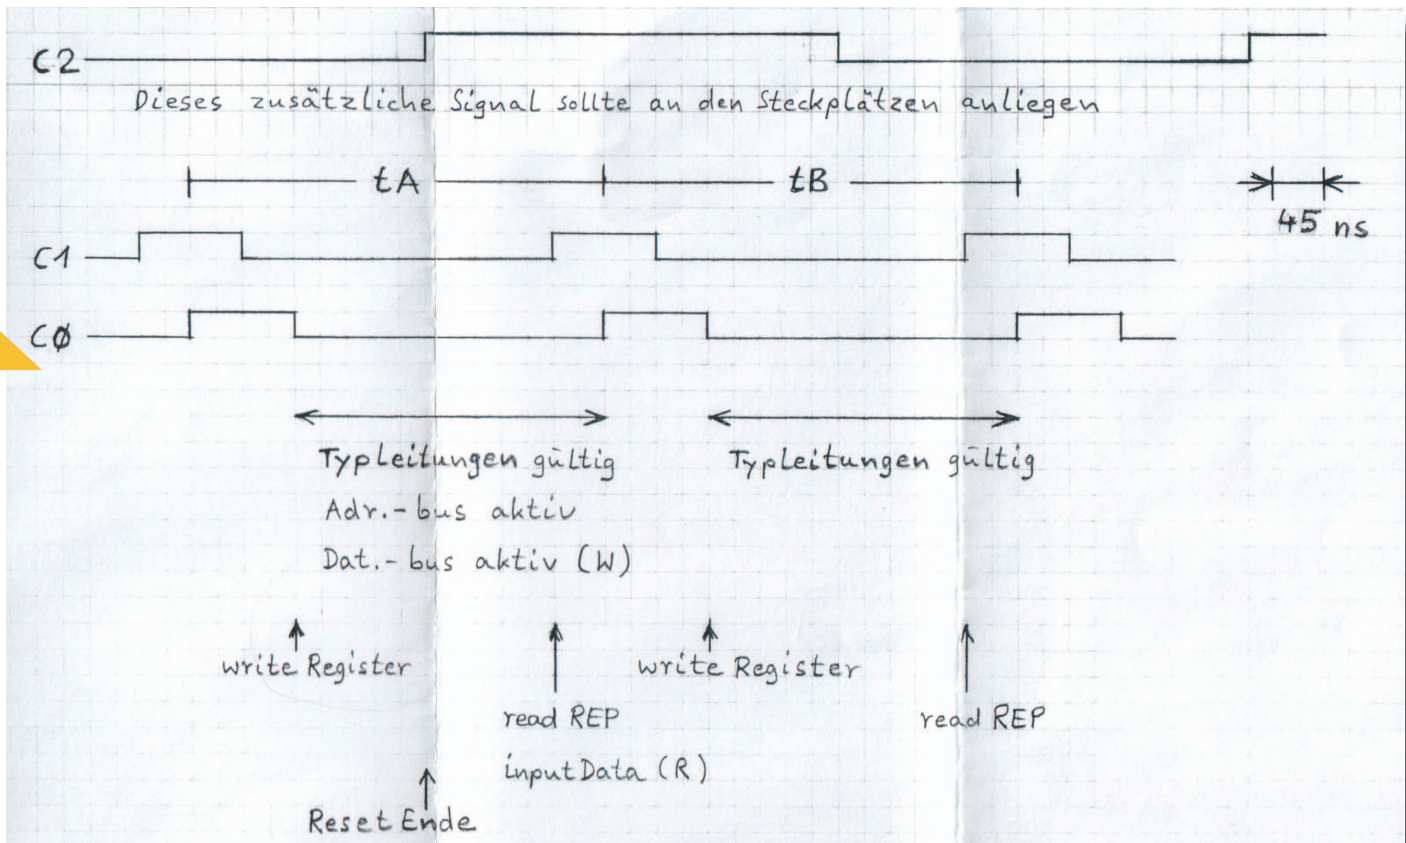 C2
Dieses zusätzliche Signal sollte an den Steckplätzen anliegen
tA tB
45 ns
C1
CØ
Typleitungen gültig Typleitungen gültig
Adr.-bus aktiv
Dat.-bus aktiv (W)
write Register write Register
read REP read REP
inputData (R)
Reset Ende